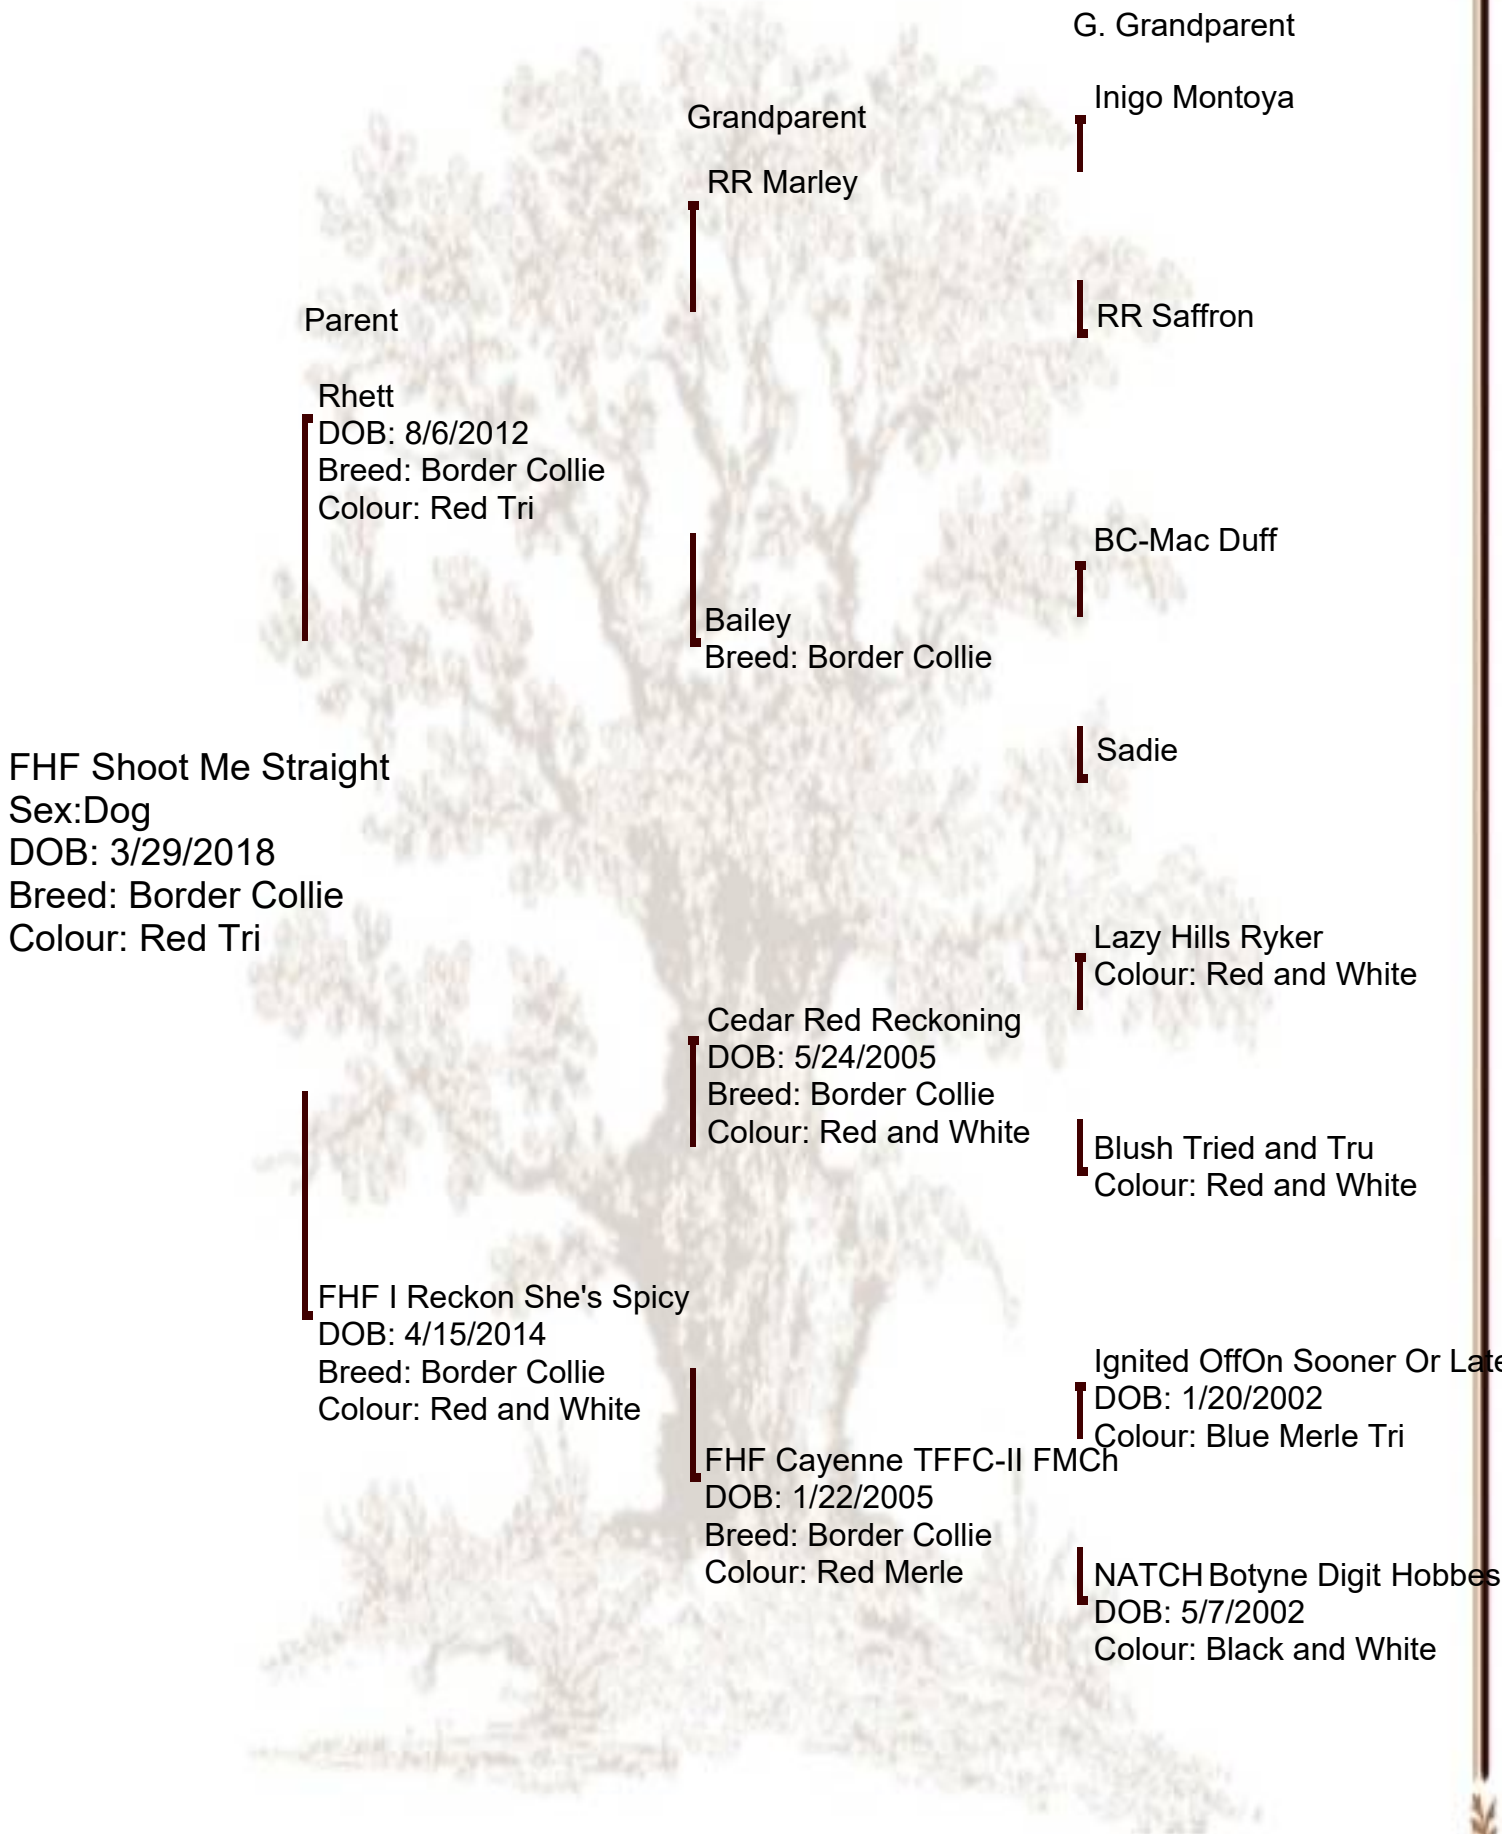 G. Grandparent
Inigo Montoya
Grandparent
RR Marley
RR Saffron
Parent
Rhett
DOB: 8/6/2012
Breed: Border Collie
Colour: Red Tri
BC-Mac Duff
Bailey
Breed: Border Collie
Sadie
FHF Shoot Me Straight
Sex:Dog
DOB: 3/29/2018
Breed: Border Collie
Colour: Red Tri
Lazy Hills Ryker
Colour: Red and White
Cedar Red Reckoning
DOB: 5/24/2005
Breed: Border Collie
Colour: Red and White
Blush Tried and Tru
Colour: Red and White
FHF I Reckon She's Spicy
DOB: 4/15/2014
Breed: Border Collie
Colour: Red and White
Ignited OffOn Sooner Or Late
DOB: 1/20/2002
Colour: Blue Merle Tri
FHF Cayenne TFFC-II FMCh
DOB: 1/22/2005
Breed: Border Collie
Colour: Red Merle
NATCH Botyne Digit Hobbes
DOB: 5/7/2002
Colour: Black and White